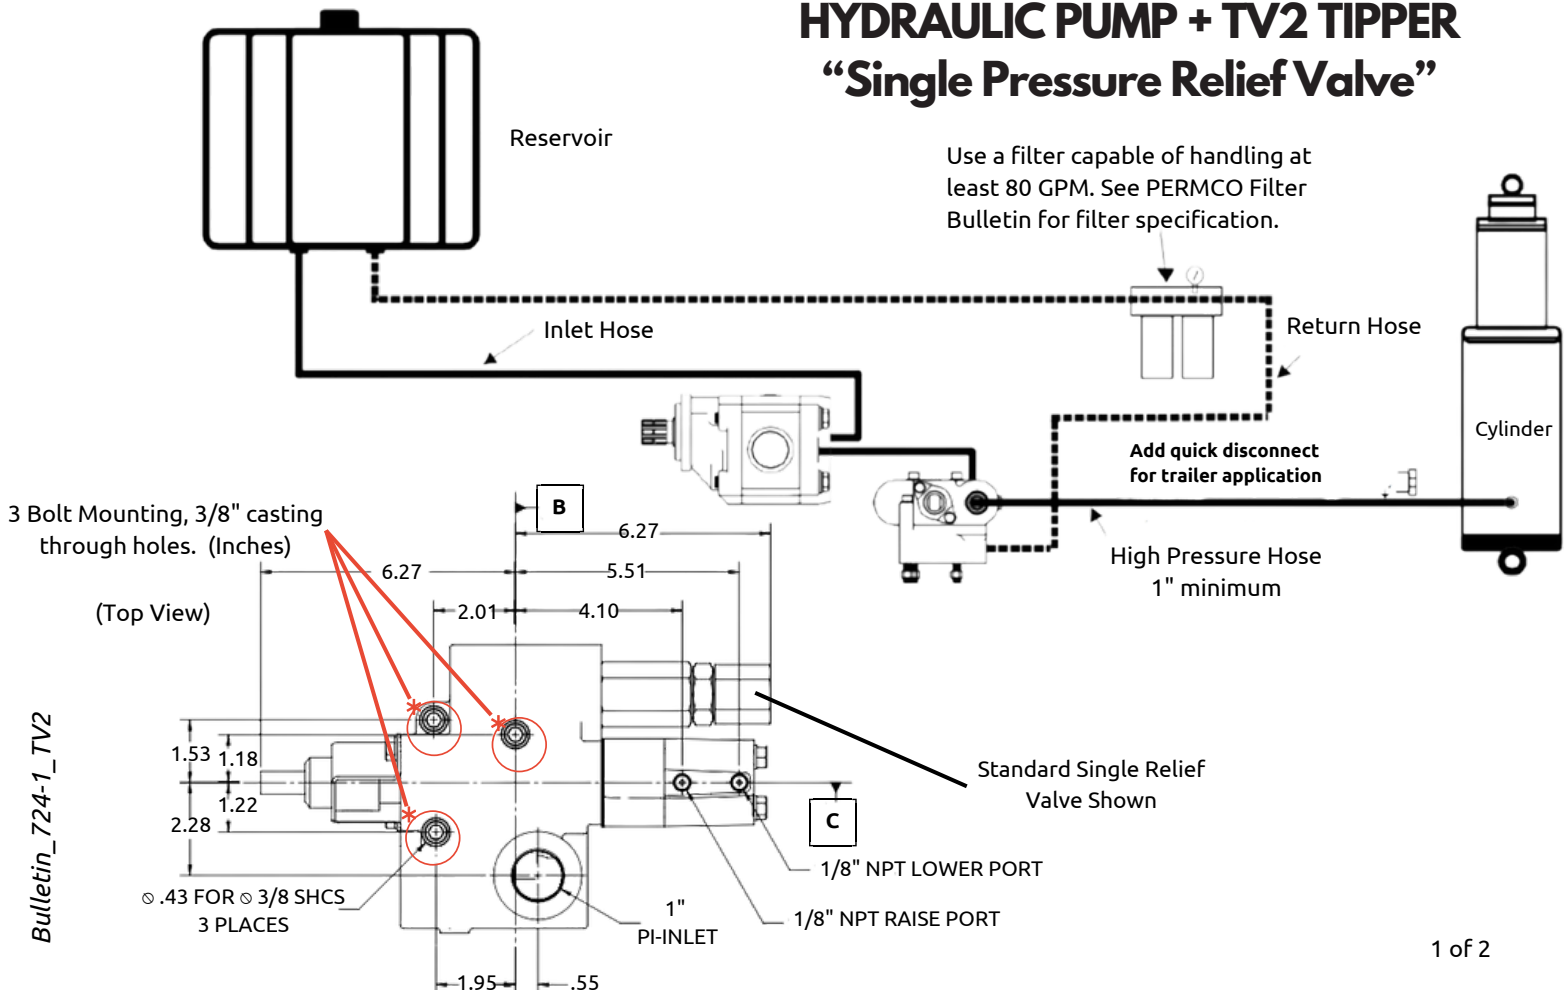 HYDRAULIC PUMP + TV2 TIPPER
“Single Pressure Relief Valve”
Reservoir
Use a filter capable of handling at
least 80 GPM. See PERMCO Filter
Bulletin for filter specification.
Inlet Hose
Return Hose
Cylinder
Add quick disconnect
for trailer application
High Pressure Hose
1" minimum
3 Bolt Mounting, 3/8" casting
through holes. (Inches)
(Top View)
B
6.27
6.27
5.51
2.01
4.10
1.53
1.18
1.22
2.28
Standard Single Relief
Valve Shown
C
1/8" NPT LOWER PORT
1/8" NPT RAISE PORT
⌀ .43 FOR ⌀ 3/8 SHCS
3 PLACES
1"
PI-INLET
1.95
.55
Bulletin_724-1_TV2
1 of 2